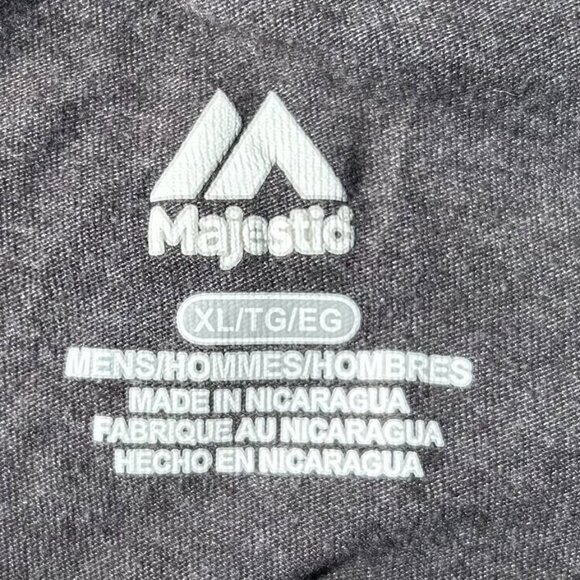 Majestic
XL/TG/EG
MENS/HOMMES/HOMBRES
MADE IN NICARAGUA
FABRIQUE AU NICARAGUA
HECHO EN NICARAGUA